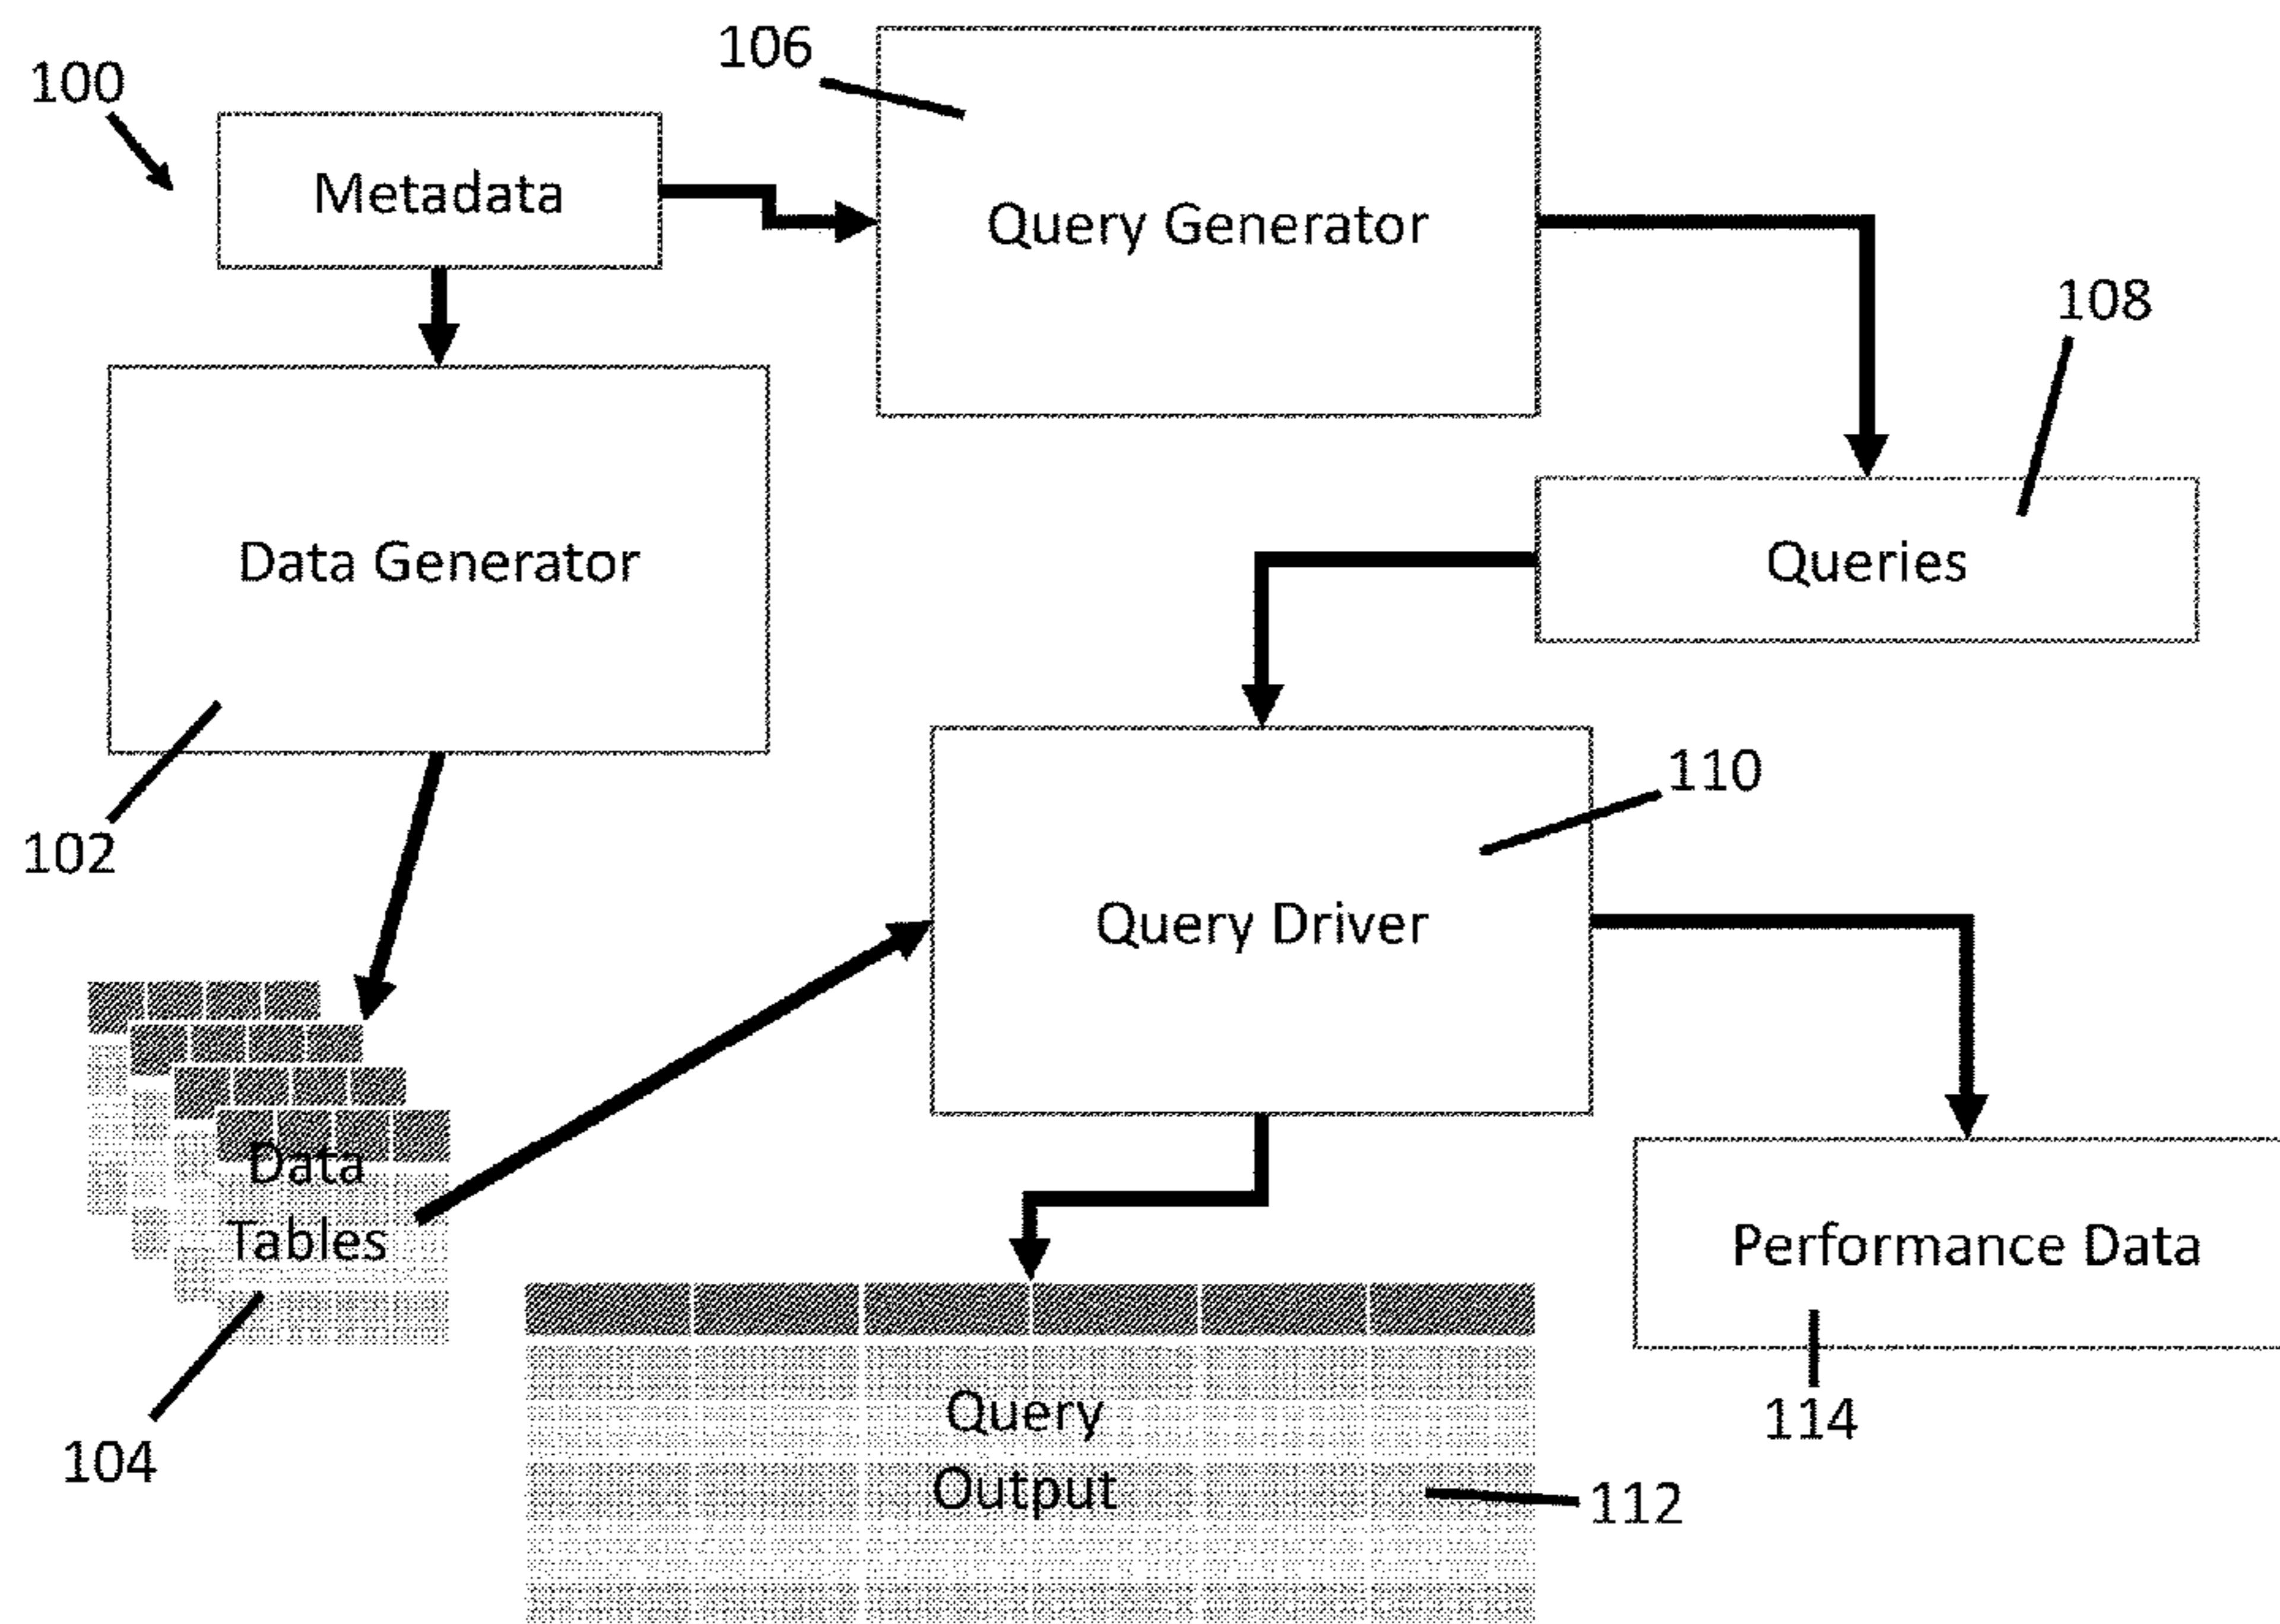 106
100
Metadata
Query Generator
108
Data Generator
Queries
110
102
Query Driver
Data
Tables
Performance Data
Query
Output
114
104
112